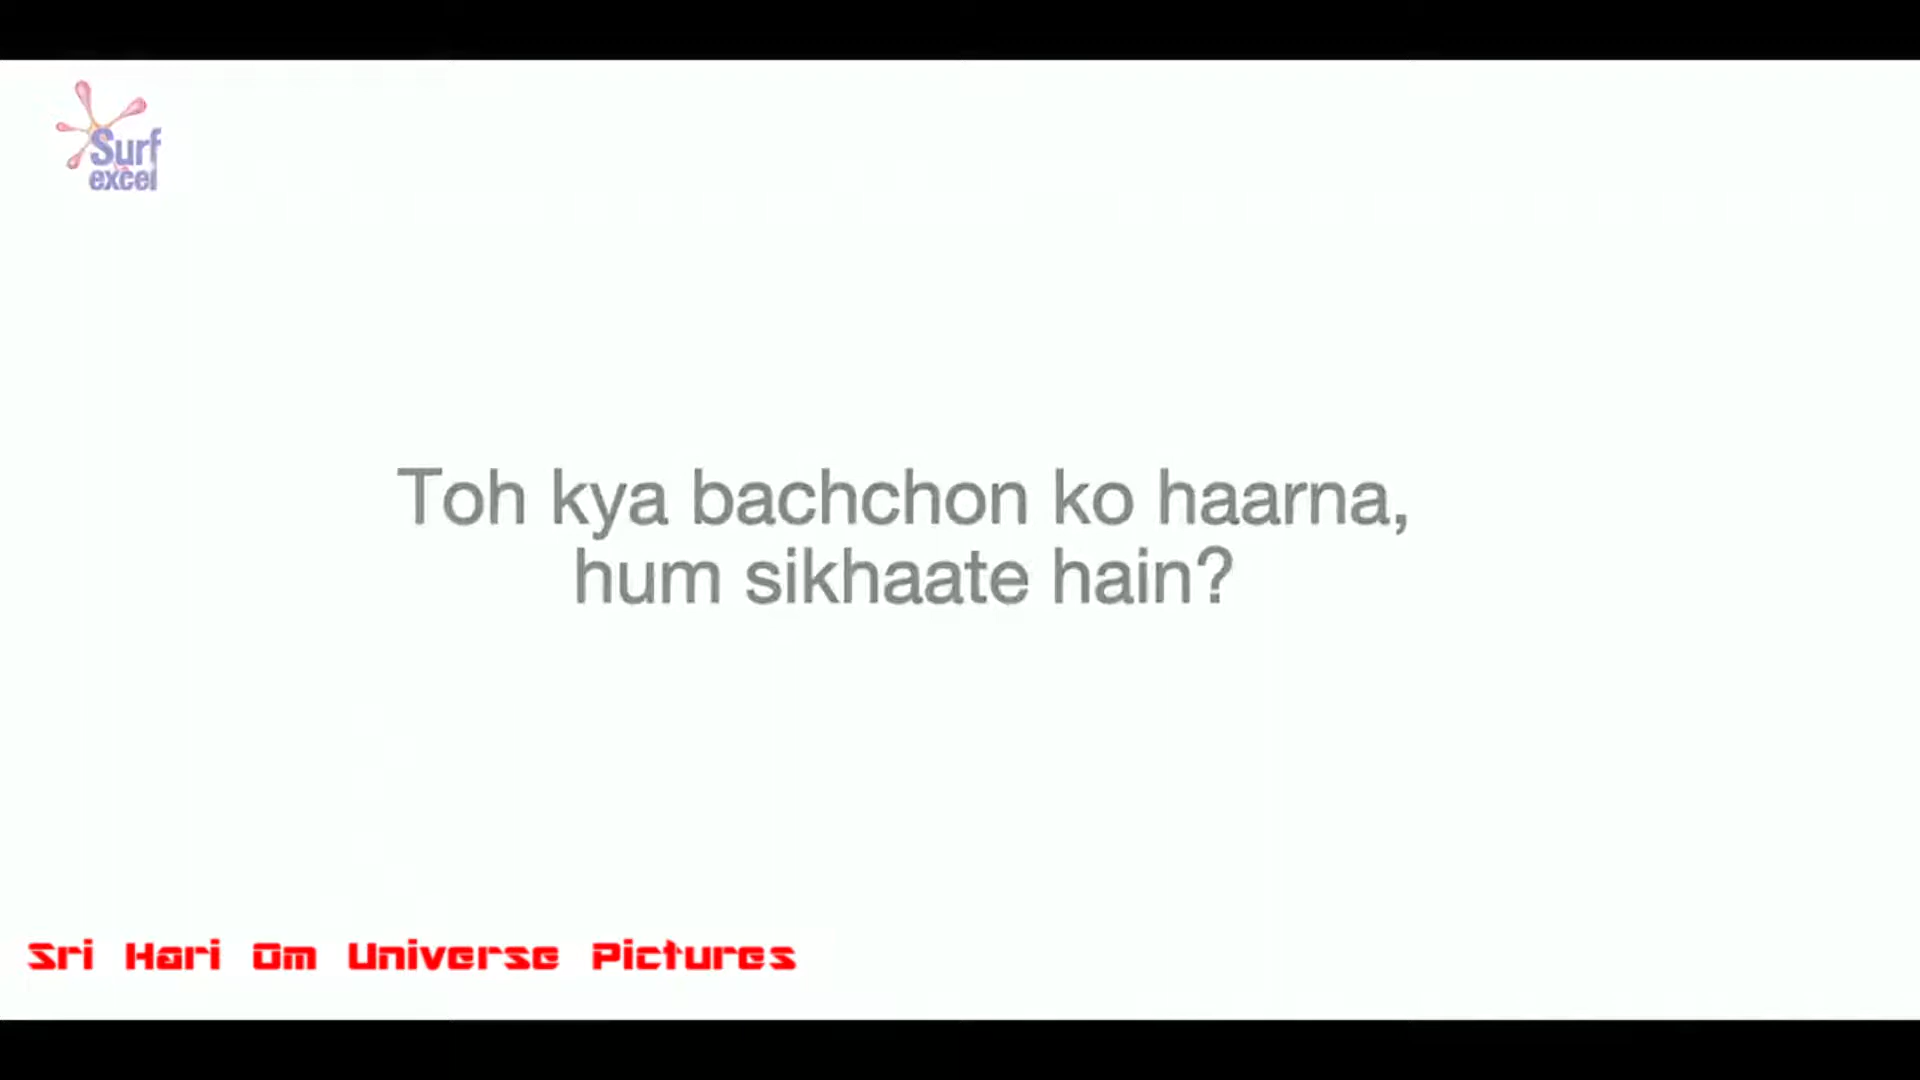 Surf
excel
Toh kya bachchon ko haarna,
hum sikhaate hain?
Sri Hari Om Universe Pictures